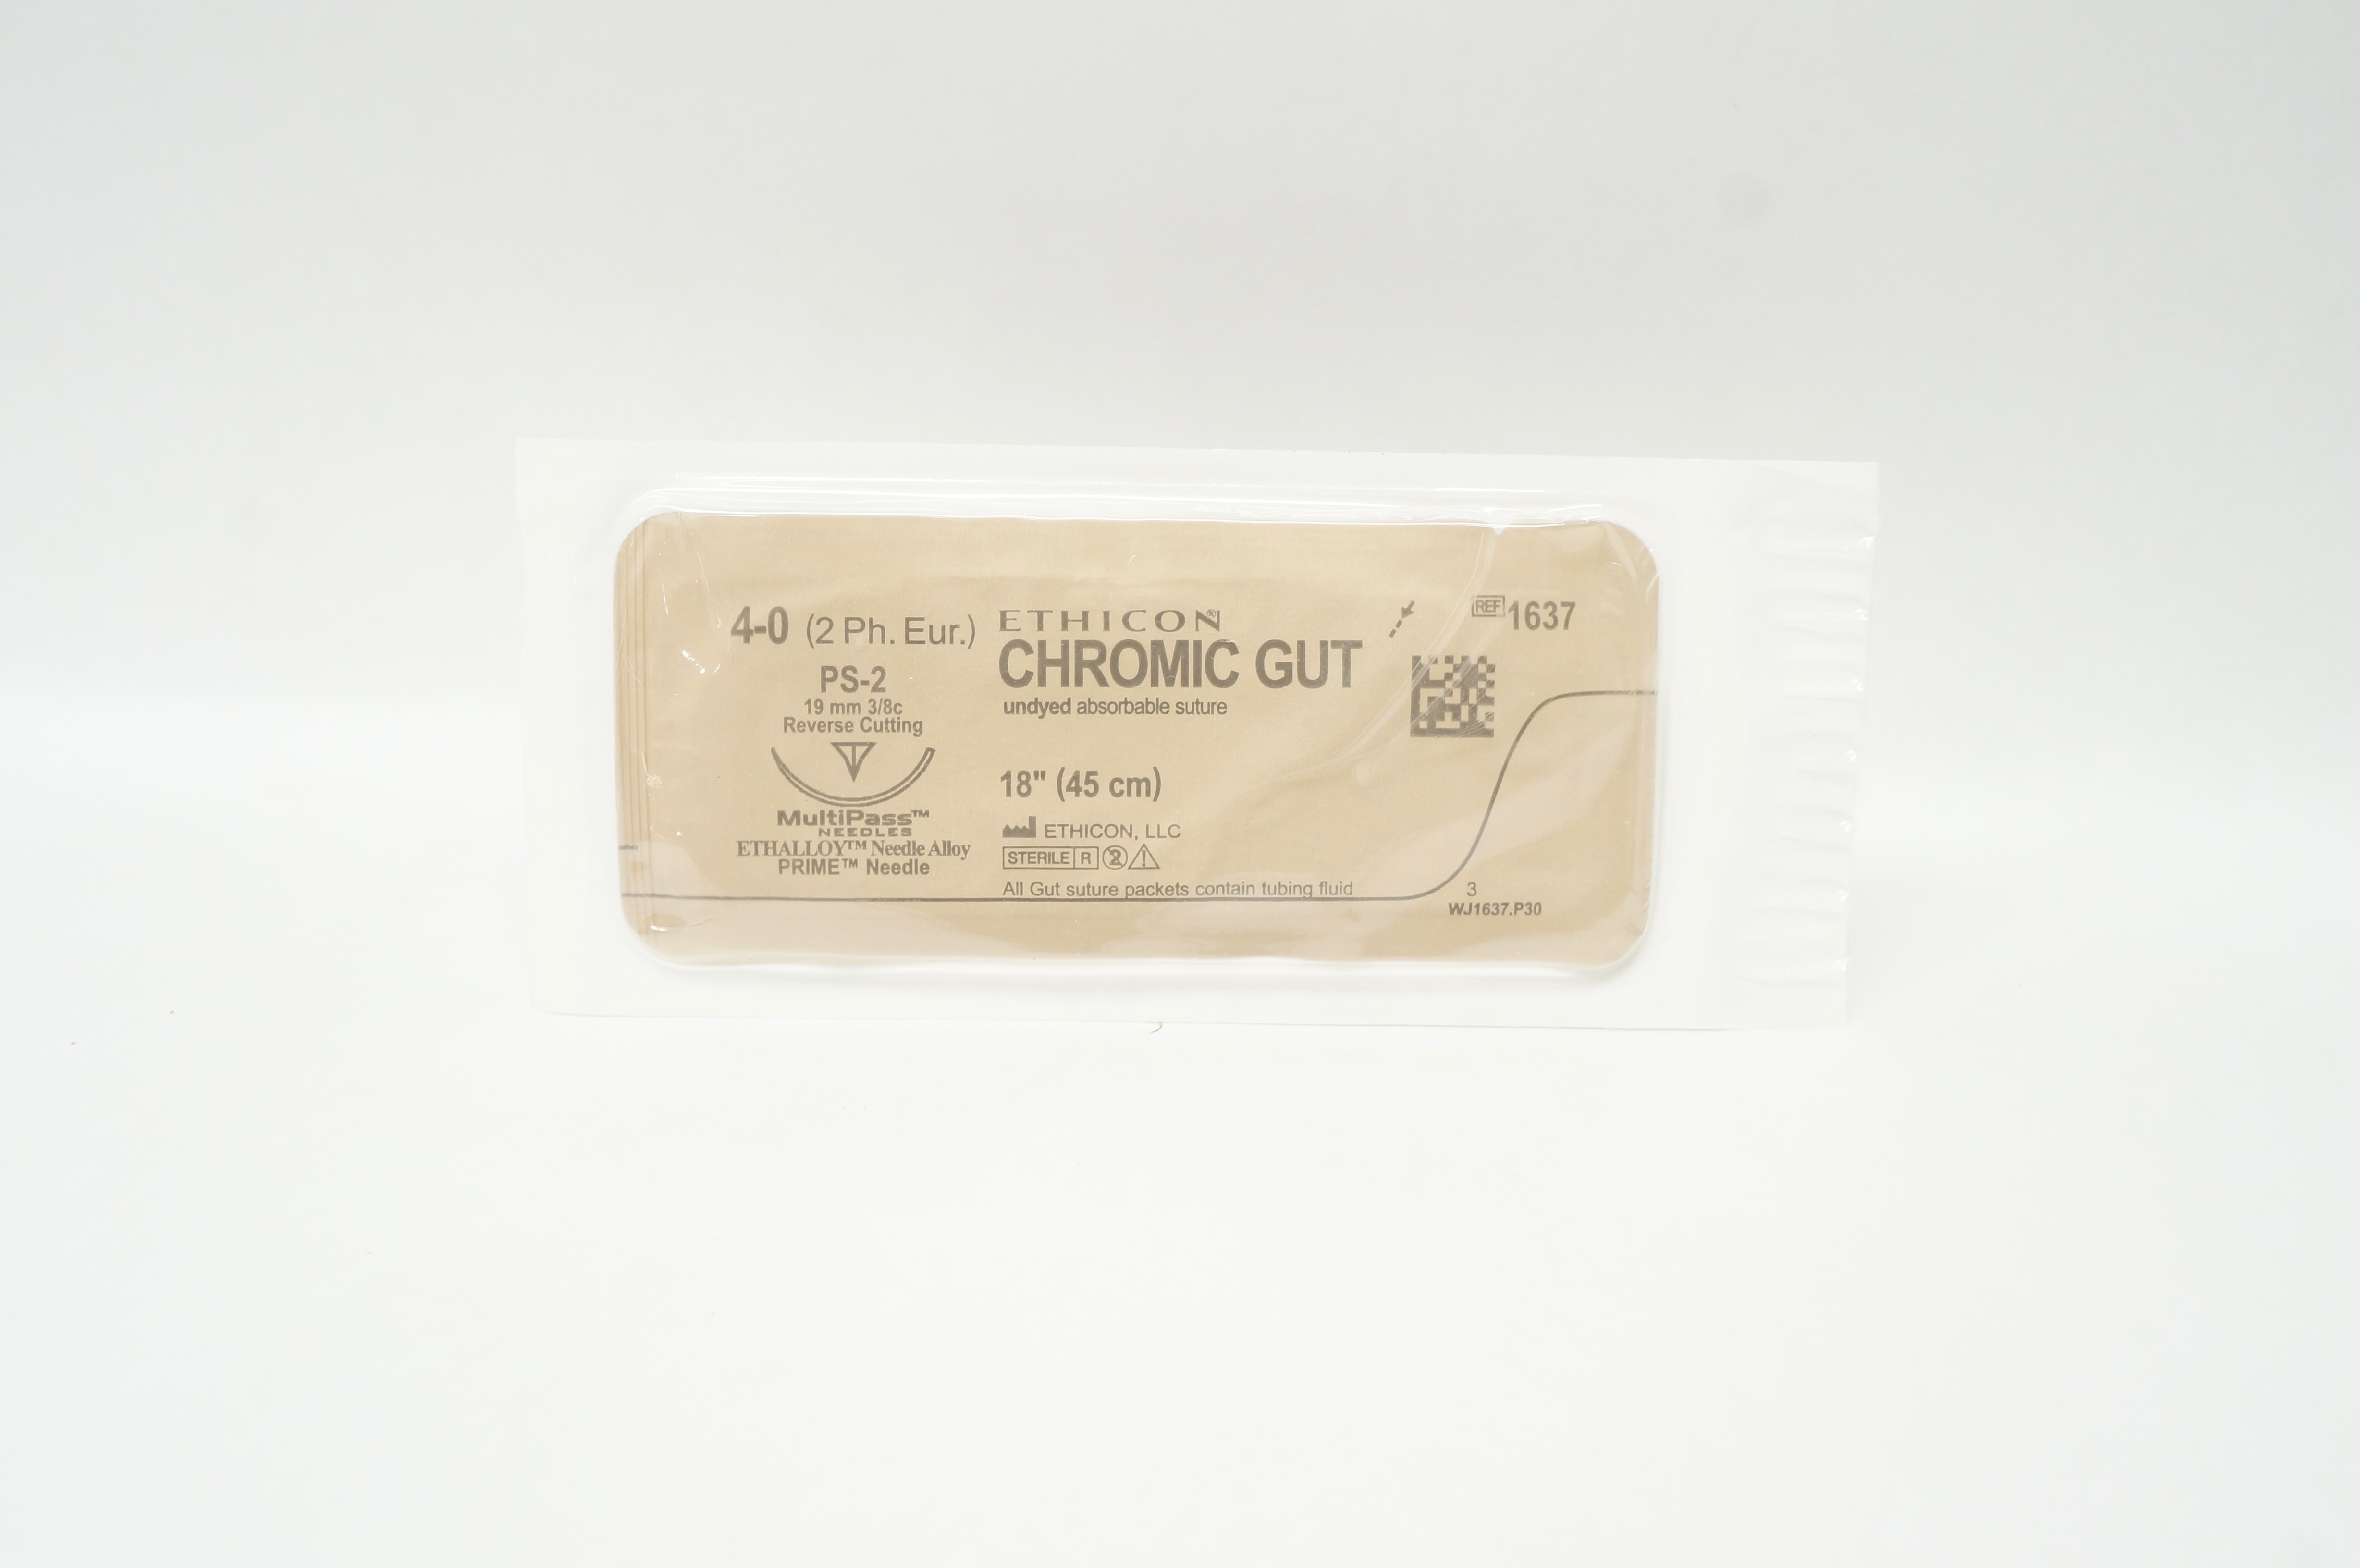 4-0 (2 Ph. Eur.)
PS-2
19 mm 3/8c
Reverse Cutting
MultiPass™
NEEDLES
ETHALLOY™ Needle Alloy
PRIME™ Needle
ETHICON®
CHROMIC GUT
undyed absorbable suture
18" (45 cm)
ETHICON, LLC
STERILE R 2
All Gut suture packets contain tubing fluid
REF 1637
3
WJ1637.P30